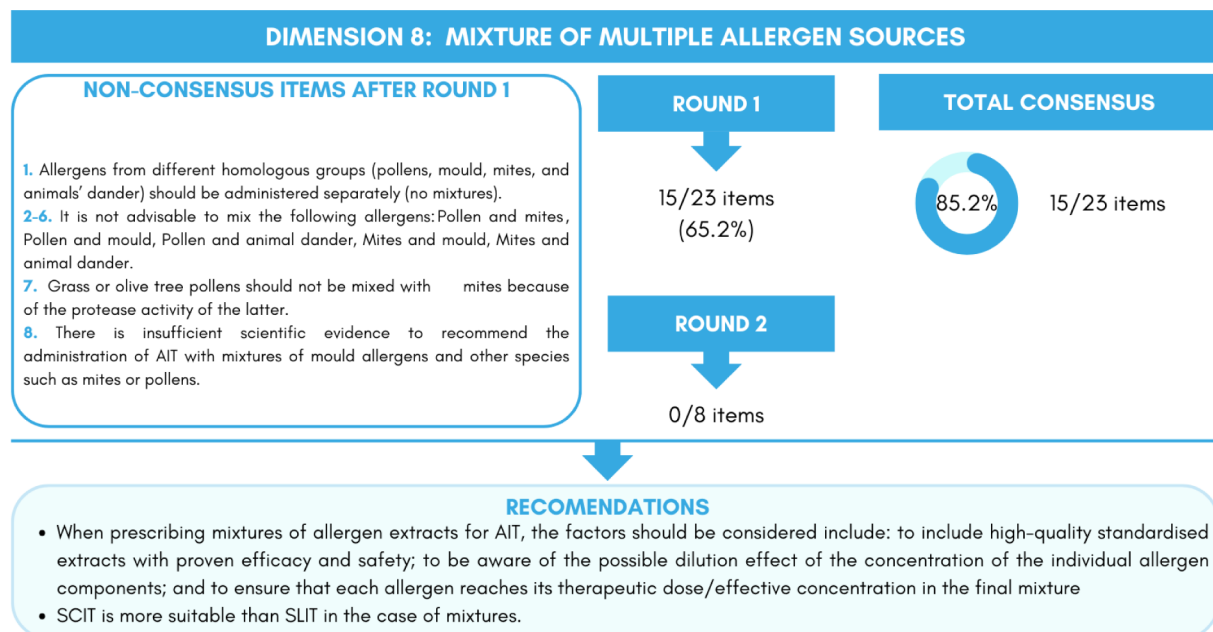 DIMENSION 8: MIXTURE OF MULTIPLE ALLERGEN SOURCES
NON-CONSENSUS ITEMS AFTER ROUND 1
1. Allergens from different homologous groups (pollens, mould, mites, and
animals’ dander) should be administered separately (no mixtures).
2-6. It is not advisable to mix the following allergens: Pollen and mites,
Pollen and mould, Pollen and animal dander, Mites and mould, Mites and
animal dander.
7. Grass or olive tree pollens should not be mixed with mites because
of the protease activity of the latter.
8. There is insufficient scientific evidence to recommend the
administration of AIT with mixtures of mould allergens and other species
such as mites or pollens.
ROUND 1
15/23 items
(65.2%)
ROUND 2
0/8 items
TOTAL CONSENSUS
85.2%
15/23 items
RECOMENDATIONS
• When prescribing mixtures of allergen extracts for AIT, the factors should be considered include: to include high-quality standardised
extracts with proven efficacy and safety; to be aware of the possible dilution effect of the concentration of the individual allergen
components; and to ensure that each allergen reaches its therapeutic dose/effective concentration in the final mixture
• SCIT is more suitable than SLIT in the case of mixtures.